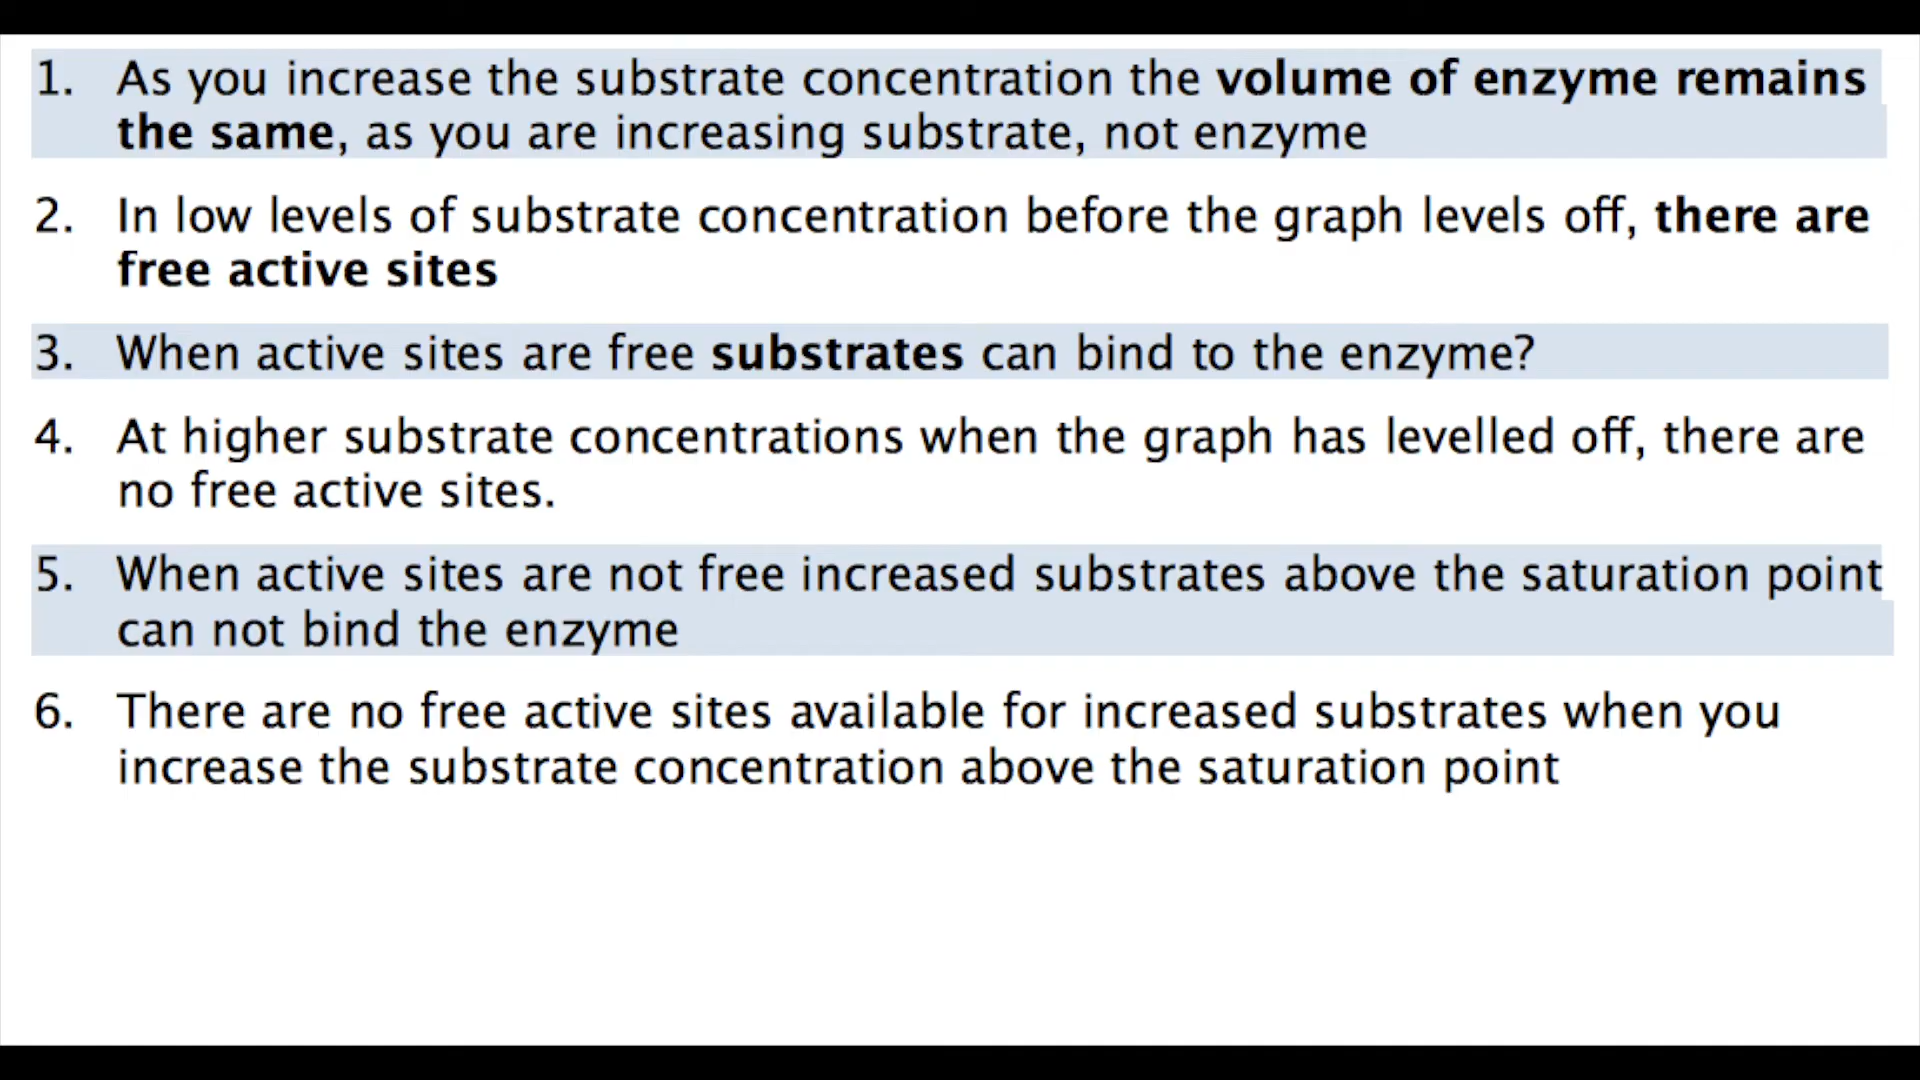 1. As you increase the substrate concentration the volume of enzyme remains
the same, as you are increasing substrate, not enzyme
2. In low levels of substrate concentration before the graph levels off, there are
free active sites
3. When active sites are free substrates can bind to the enzyme?
4. At higher substrate concentrations when the graph has levelled off, there are
no free active sites.
5. When active sites are not free increased substrates above the saturation point
can not bind the enzyme
6. There are no free active sites available for increased substrates when you
increase the substrate concentration above the saturation point